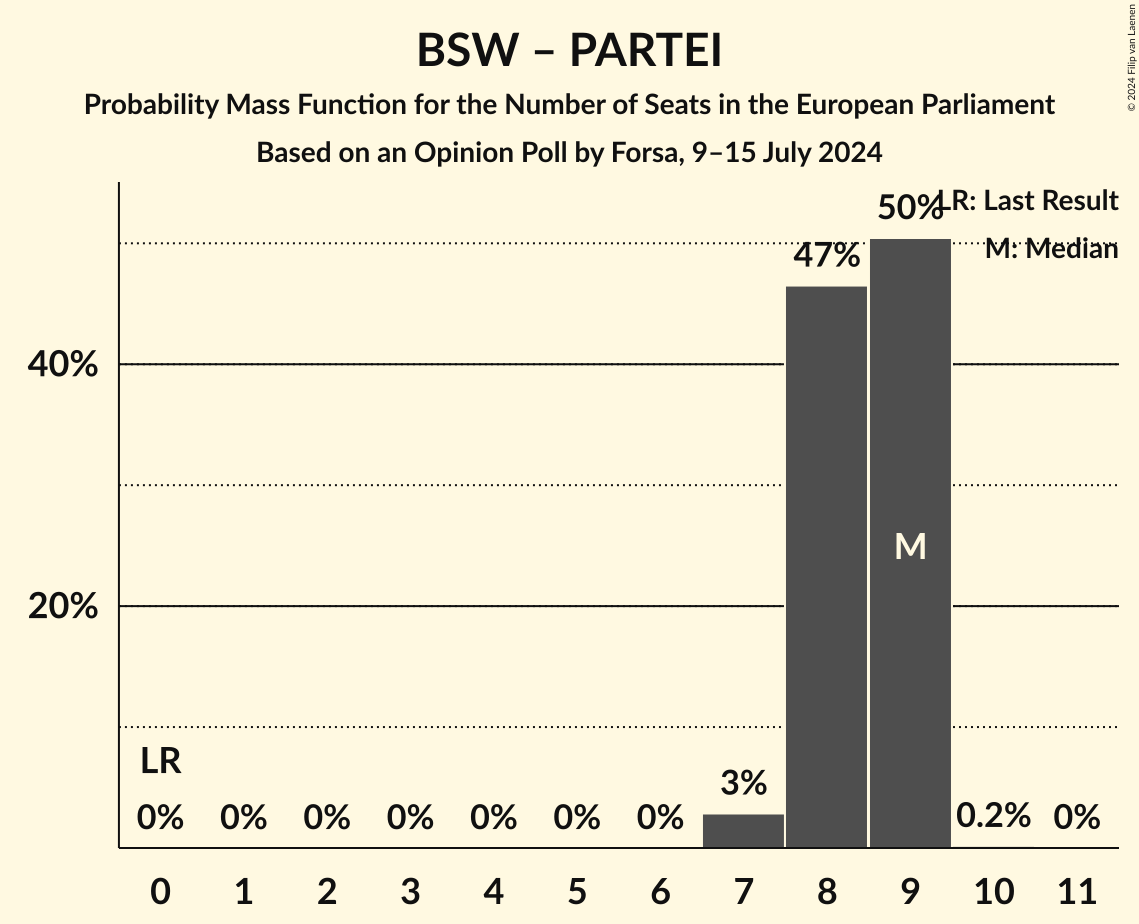 BSW – PARTEI
Probability Mass Function for the Number of Seats in the European Parliament
Based on an Opinion Poll by Forsa, 9–15 July 2024
© 2024 Filip van Laenen
LR: Last Result
M: Median
50%
47%
40%
M
20%
LR
3%
0% 0% 0% 0% 0% 0% 0% 0.2% 0%
0 1 2 3 4 5 6 7 8 9 10 11